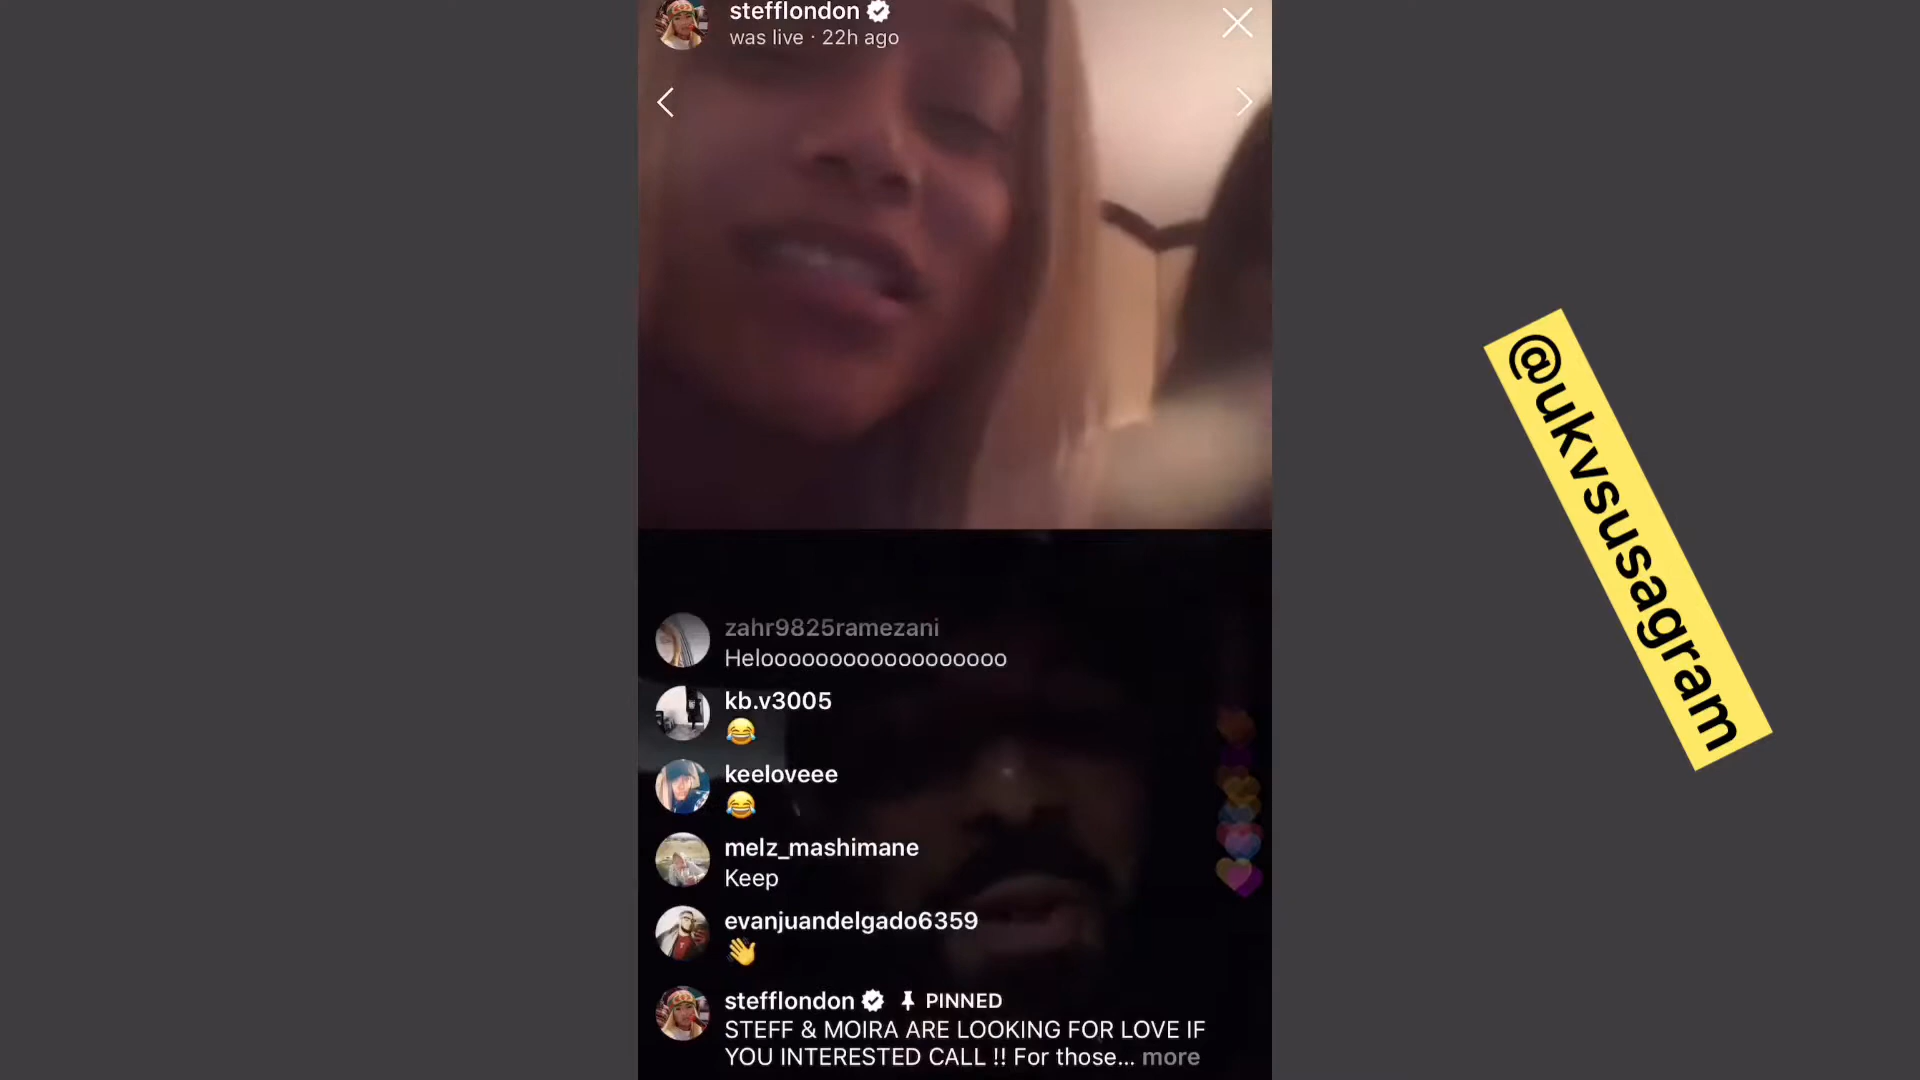 stefflondon
was live · 22h ago
zahr9825ramezani
Heloooooooooooooooooo
kb.v3005
😂
keeloveee
😂
melz_mashimane
Keep
evanjuandelgado6359
👋
stefflondon PINNED
STEFF & MOIRA ARE LOOKING FOR LOVE IF
YOU INTERESTED CALL !! For those... more
@ukvsusagram